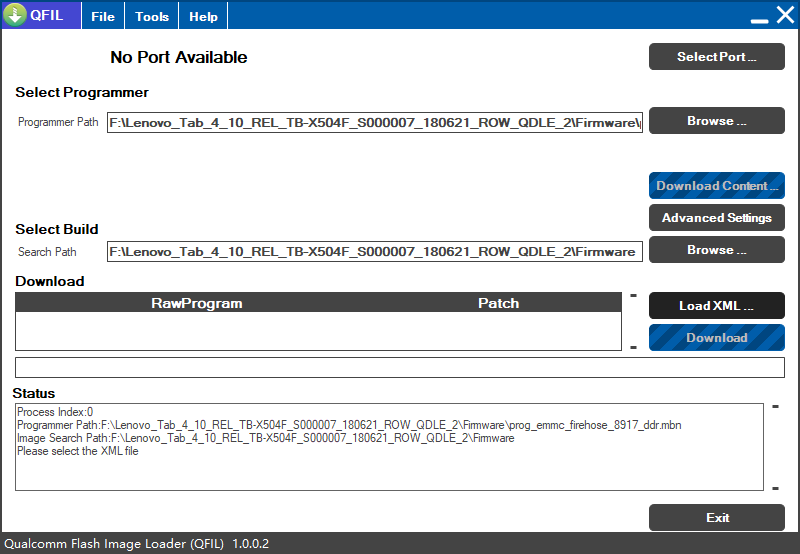 QFIL File Tools Help
No Port Available Select Port ...
Select Programmer
Programmer Path F:\Lenovo_Tab_4_10_REL_TB-X504F_S000007_180621_ROW_QDLE_2\Firmware\ Browse ...
Download Content ...
Advanced Settings
Select Build
Search Path F:\Lenovo_Tab_4_10_REL_TB-X504F_S000007_180621_ROW_QDLE_2\Firmware Browse ...
Download
RawProgram Patch
Load XML ...
Download
Status
Process Index:0
Programmer Path:F:\Lenovo_Tab_4_10_REL_TB-X504F_S000007_180621_ROW_QDLE_2\Firmware\prog_emmc_firehose_8917_ddr.mbn
Image Search Path:F:\Lenovo_Tab_4_10_REL_TB-X504F_S000007_180621_ROW_QDLE_2\Firmware
Please select the XML file
Exit
Qualcomm Flash Image Loader (QFIL) 1.0.0.2